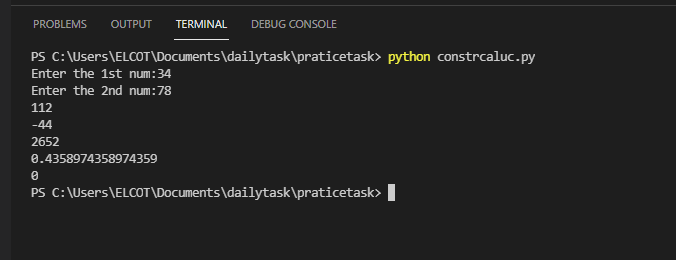 PROBLEMS OUTPUT TERMINAL DEBUG CONSOLE
PS C:\Users\ELCOT\Documents\dailytask\praticetask> python constrcaluc.py
Enter the 1st num:34
Enter the 2nd num:78
112
-44
2652
0.4358974358974359
0
PS C:\Users\ELCOT\Documents\dailytask\praticetask>